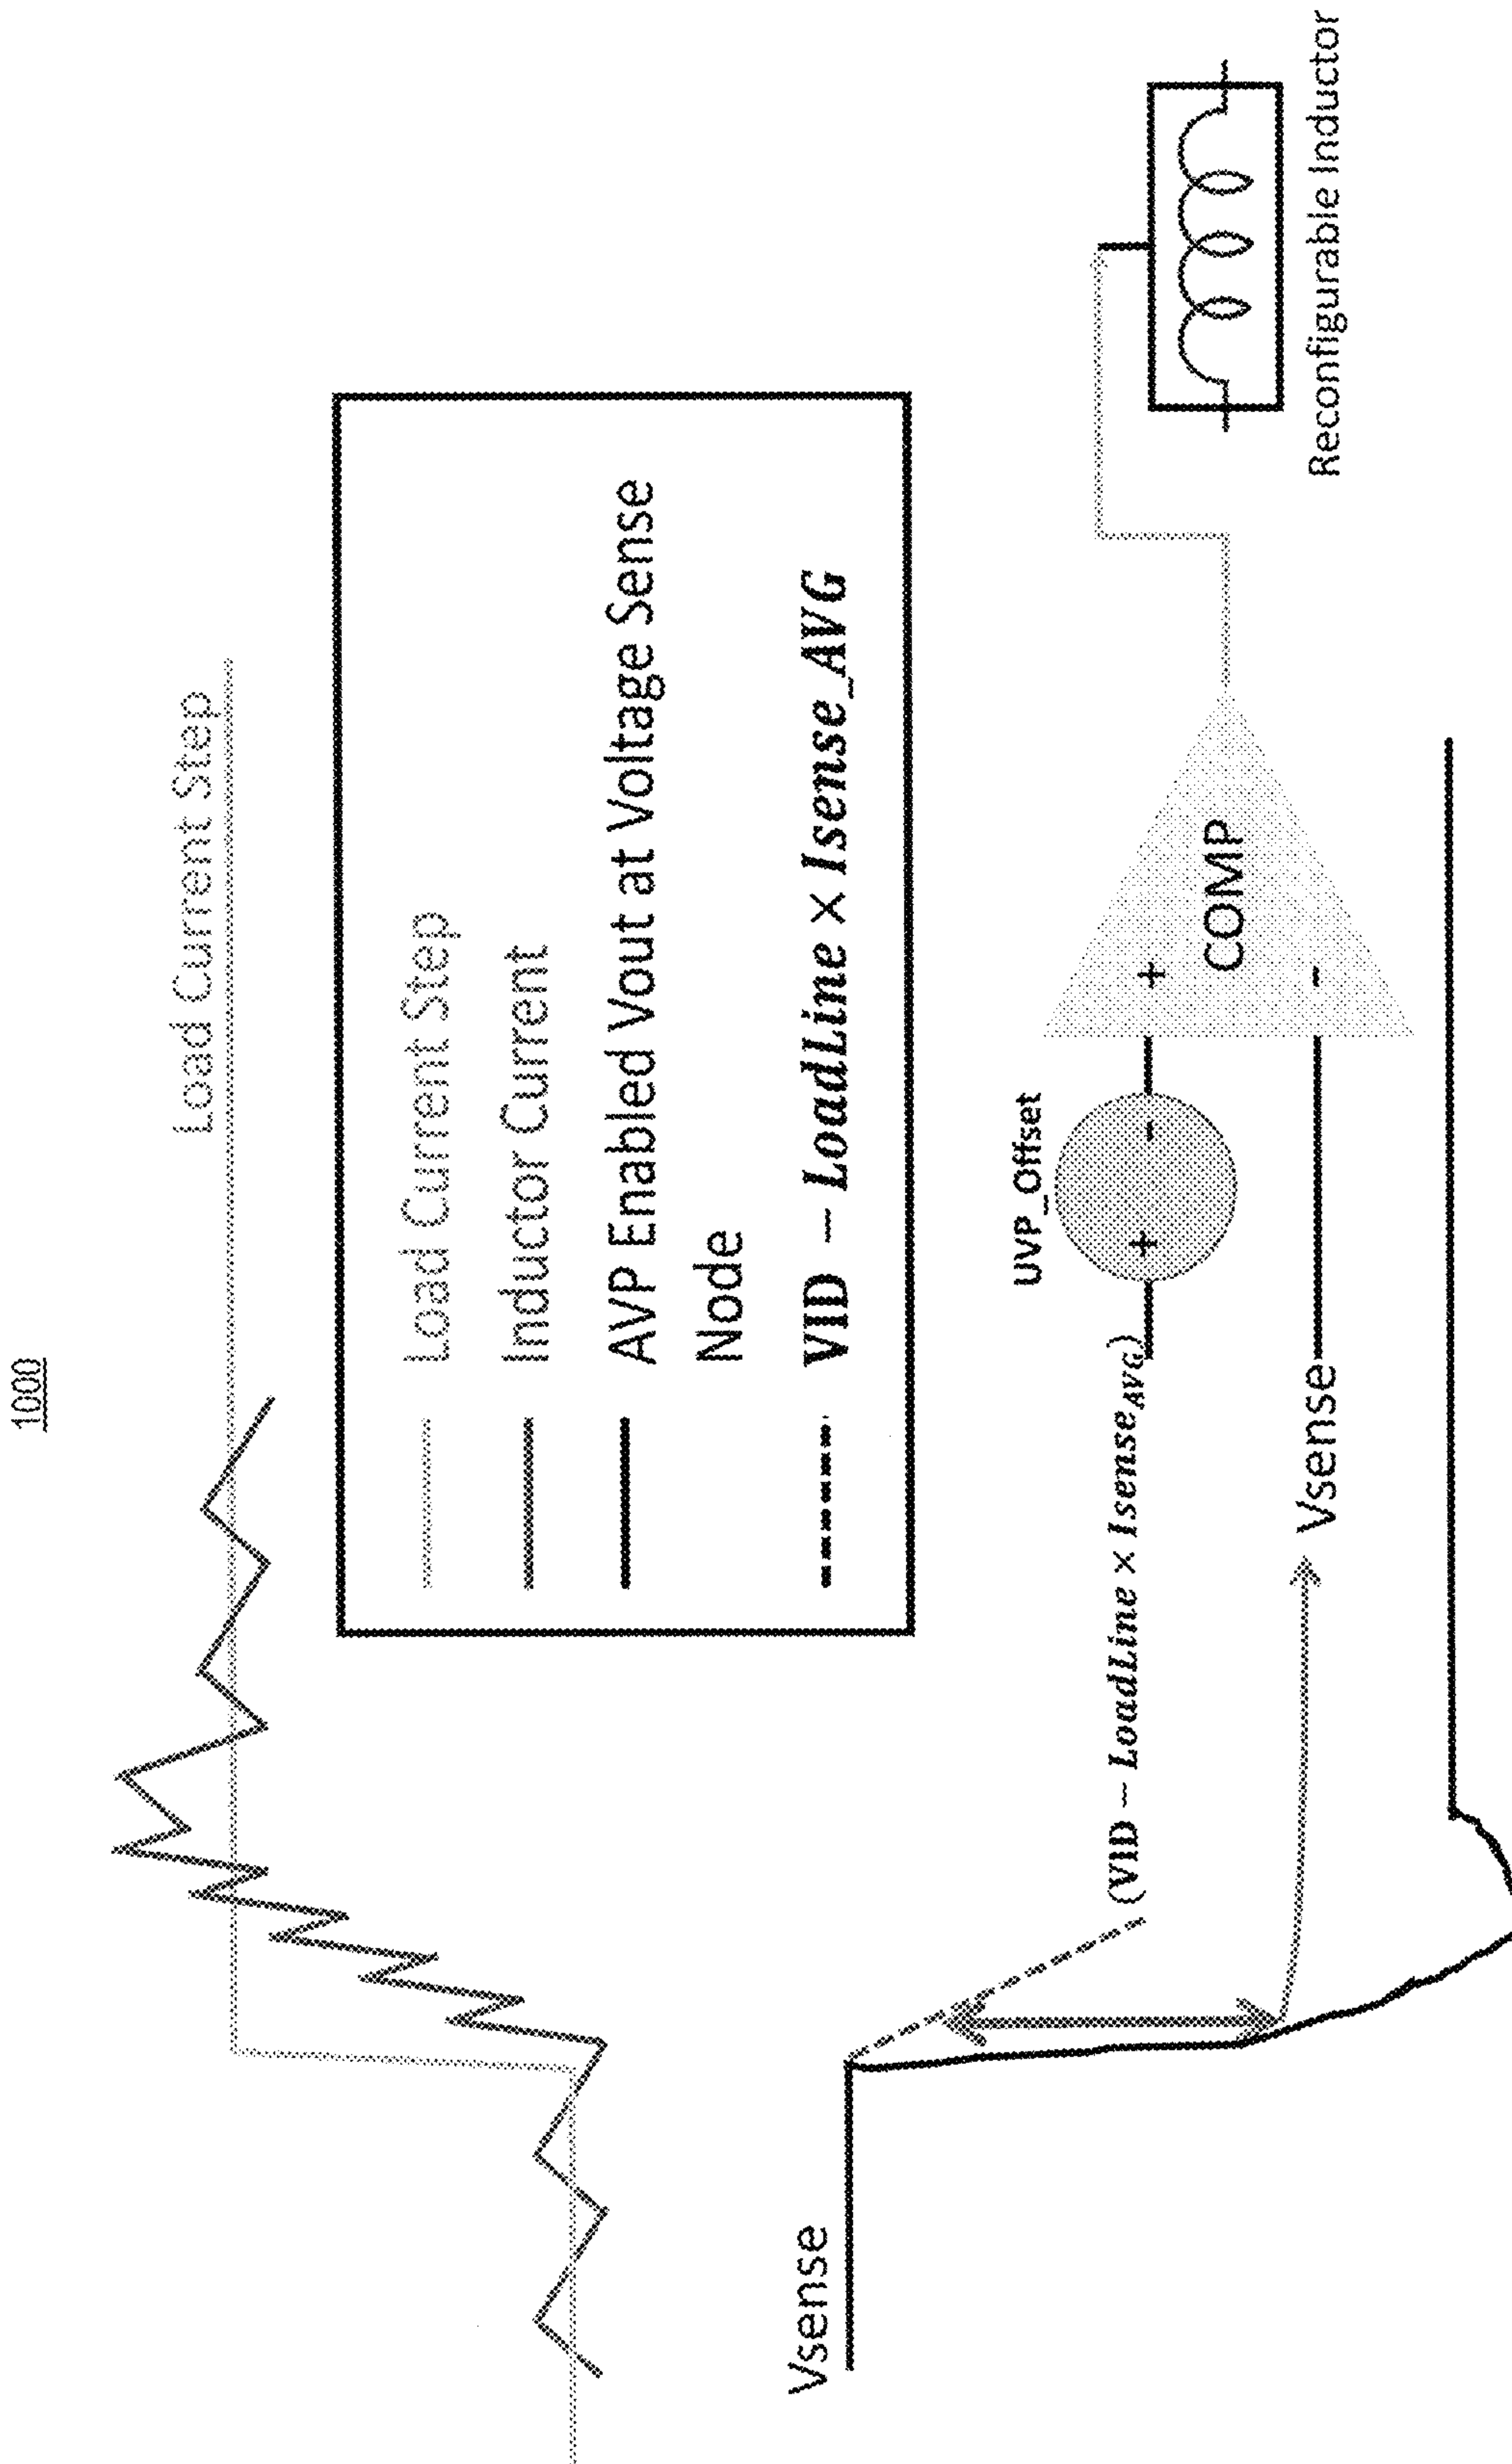 1000
Load Current Step
Load Current Step
Inductor Current
AVP Enabled Vout at Voltage Sense
Node
VID − LoadLine × Isense_AVG
Vsense
UVP_Offset
(VID − LoadLine × Isense_AVG)
+ -
+
COMP
-
Vsense
Reconfigurable Inductor